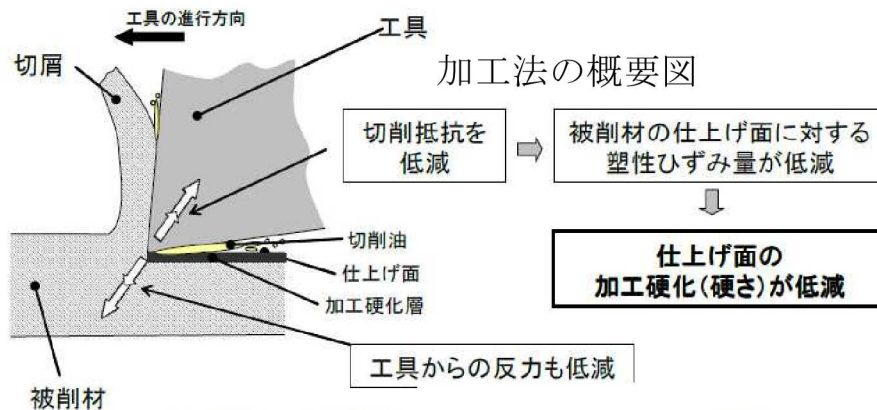 工具の進行方向
工具
切屑
加工法の概要図
切削抵抗を
低減
被削材の仕上げ面に対する
塑性ひずみ量が低減
切削油
仕上げ面
加工硬化層
仕上げ面の
加工硬化(硬さ)が低減
工具からの反力も低減
被削材